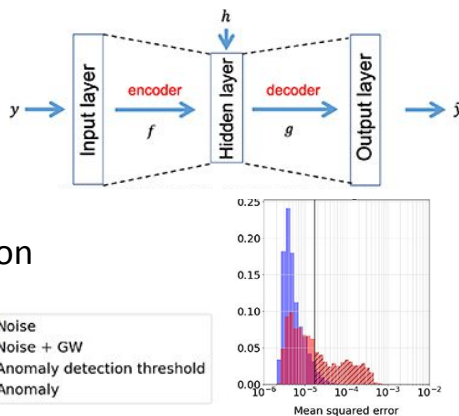 h
y
Input layer
encoder
f
Hidden layer
decoder
g
Output layer
ŷ
on
Noise
Noise + GW
Anomaly detection threshold
Anomaly
0.25
0.20
0.15
0.10
0.05
0.00
10⁻⁶ 10⁻⁵ 10⁻⁴ 10⁻³ 10⁻²
Mean squared error